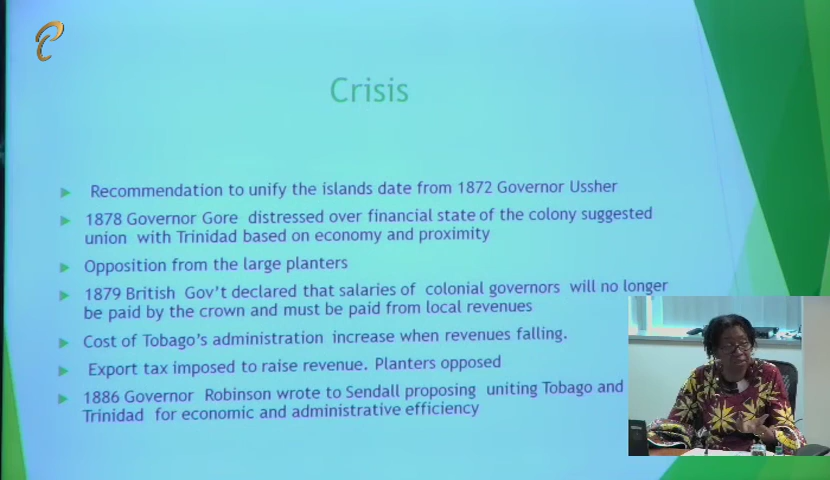 Crisis
Recommendation to unify the islands date from 1872 Governor Ussher
1878 Governor Gore distressed over financial state of the colony suggested
union with Trinidad based on economy and proximity
Opposition from the large planters
1879 British Gov't declared that salaries of colonial governors will no longer
be paid by the crown and must be paid from local revenues
Cost of Tobago's administration increase when revenues falling.
Export tax imposed to raise revenue. Planters opposed
1886 Governor Robinson wrote to Sendall proposing uniting Tobago and
Trinidad for economic and administrative efficiency